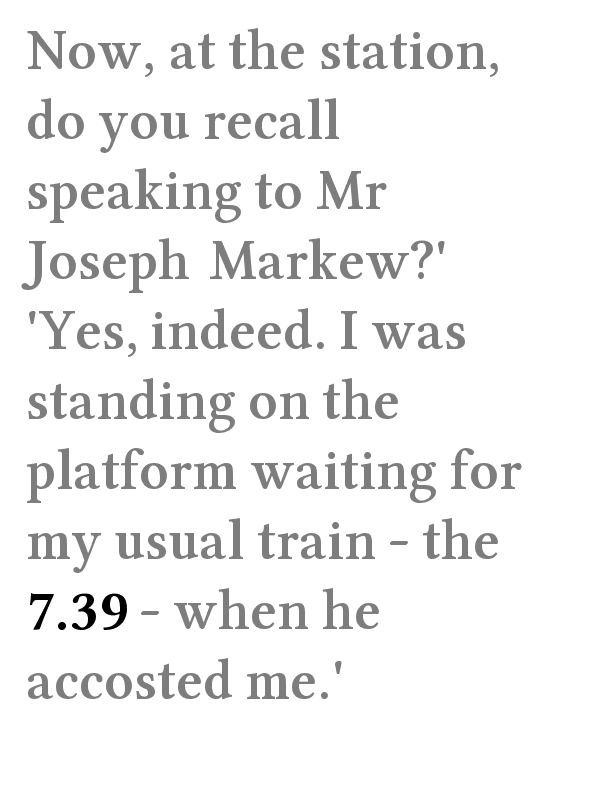 Now, at the station,
do you recall
speaking to Mr
Joseph Markew?'
'Yes, indeed. I was
standing on the
platform waiting for
my usual train - the
7.39 - when he
accosted me.'